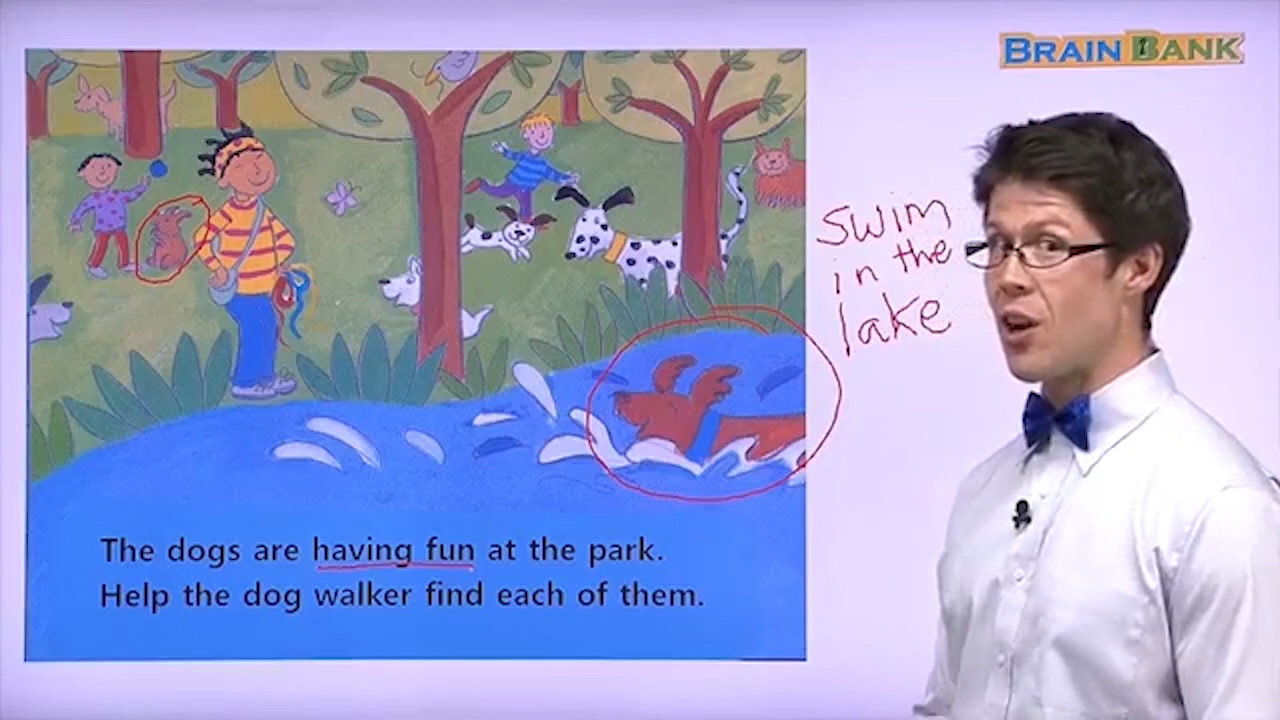 BRAIN BANK
swim
in the
lake
The dogs are having fun at the park.
Help the dog walker find each of them.